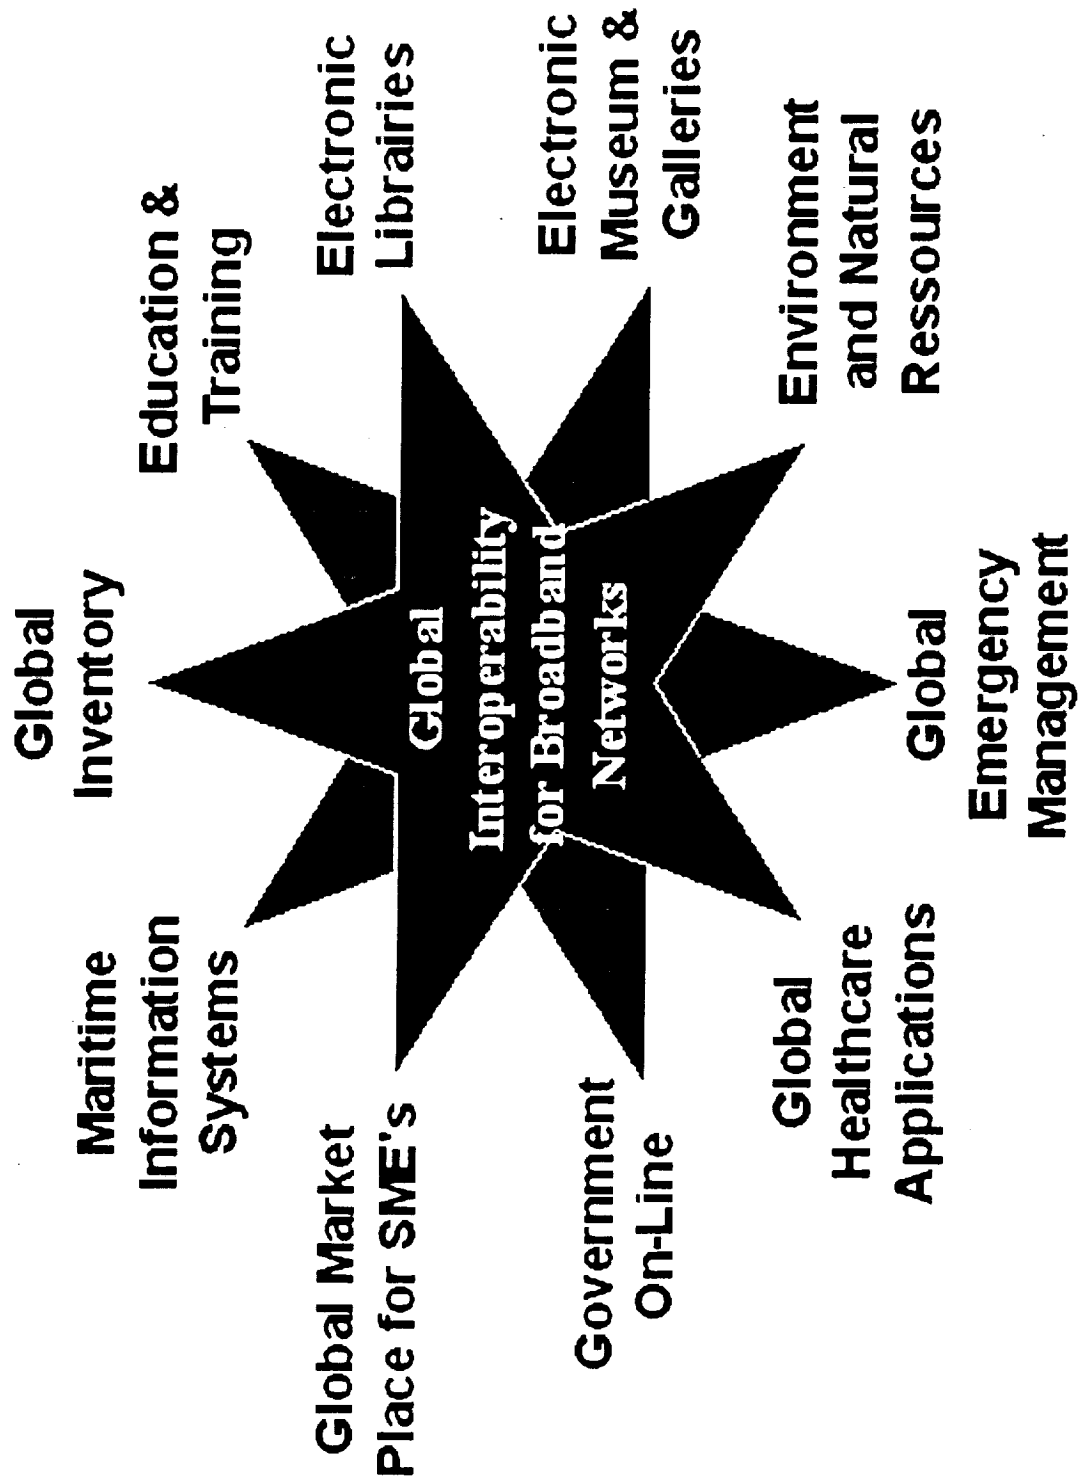 Global
Inventory
Education &
Training
Electronic
Librairies
Electronic
Museum &
Galleries
Environment
and Natural
Ressources
Global
Emergency
Management
Global
Healthcare
Applications
Government
On-Line
Global Market
Place for SME's
Maritime
Information
Systems
Global
Interoperability
for Broadband
Networks